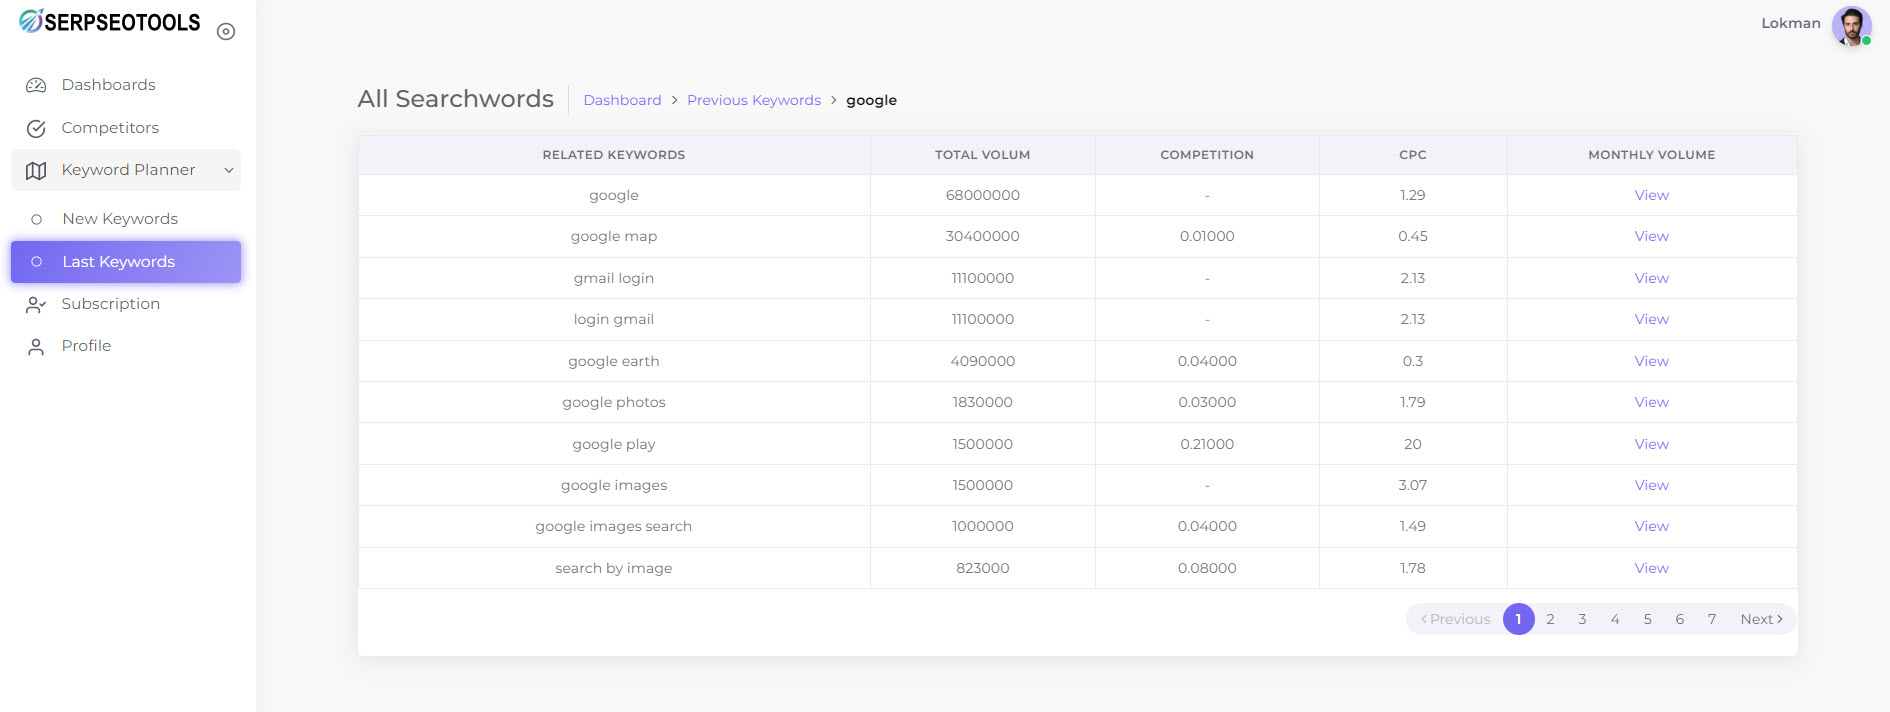 SERPSEOTOOLS
Lokman
Dashboards
Competitors
Keyword Planner
New Keywords
Last Keywords
Subscription
Profile
All Searchwords Dashboard > Previous Keywords > google
RELATED KEYWORDS TOTAL VOLUM COMPETITION CPC MONTHLY VOLUME
google 68000000 - 1.29 View
google map 30400000 0.01000 0.45 View
gmail login 11100000 - 2.13 View
login gmail 11100000 - 2.13 View
google earth 4090000 0.04000 0.3 View
google photos 1830000 0.03000 1.79 View
google play 1500000 0.21000 20 View
google images 1500000 - 3.07 View
google images search 1000000 0.04000 1.49 View
search by image 823000 0.08000 1.78 View
‹ Previous 1 2 3 4 5 6 7 Next ›